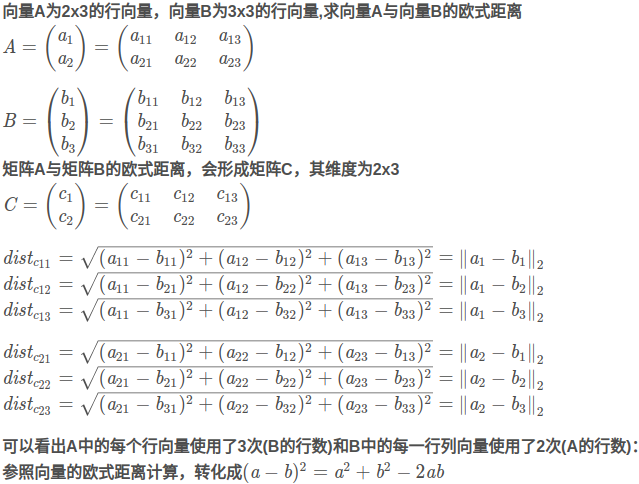 向量A为2x3的行向量，向量B为3x3的行向量,求向量A与向量B的欧式距离
$A = \begin{pmatrix} a_1 \\ a_2 \end{pmatrix} = \begin{pmatrix} a_{11} & a_{12} & a_{13} \\ a_{21} & a_{22} & a_{23} \end{pmatrix}$
$B = \begin{pmatrix} b_1 \\ b_2 \\ b_3 \end{pmatrix} = \begin{pmatrix} b_{11} & b_{12} & b_{13} \\ b_{21} & b_{22} & b_{23} \\ b_{31} & b_{32} & b_{33} \end{pmatrix}$
矩阵A与矩阵B的欧式距离，会形成矩阵C，其维度为2x3
$C = \begin{pmatrix} c_1 \\ c_2 \end{pmatrix} = \begin{pmatrix} c_{11} & c_{12} & c_{13} \\ c_{21} & c_{22} & c_{23} \end{pmatrix}$
$dist_{c11} = \sqrt{(a_{11} - b_{11})^2 + (a_{12} - b_{12})^2 + (a_{13} - b_{13})^2} = \|a_1 - b_1\|_2$
$dist_{c12} = \sqrt{(a_{11} - b_{21})^2 + (a_{12} - b_{22})^2 + (a_{13} - b_{23})^2} = \|a_1 - b_2\|_2$
$dist_{c13} = \sqrt{(a_{11} - b_{31})^2 + (a_{12} - b_{32})^2 + (a_{13} - b_{33})^2} = \|a_1 - b_3\|_2$
$dist_{c21} = \sqrt{(a_{21} - b_{11})^2 + (a_{22} - b_{12})^2 + (a_{23} - b_{13})^2} = \|a_2 - b_1\|_2$
$dist_{c22} = \sqrt{(a_{21} - b_{21})^2 + (a_{22} - b_{22})^2 + (a_{23} - b_{23})^2} = \|a_2 - b_2\|_2$
$dist_{c23} = \sqrt{(a_{21} - b_{31})^2 + (a_{22} - b_{32})^2 + (a_{23} - b_{33})^2} = \|a_2 - b_3\|_2$
可以看出A中的每个行向量使用了3次(B的行数)和B中的每一行列向量使用了2次(A的行数)：
参照向量的欧式距离计算，转化成$(a - b)^2 = a^2 + b^2 - 2ab$